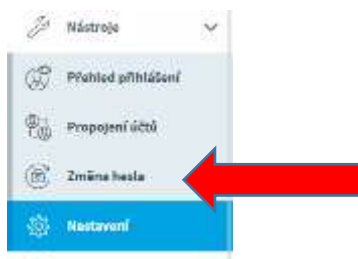 Nástroje
Přehled přihlášení
Propojení účtů
Změna hesla
Nastavení